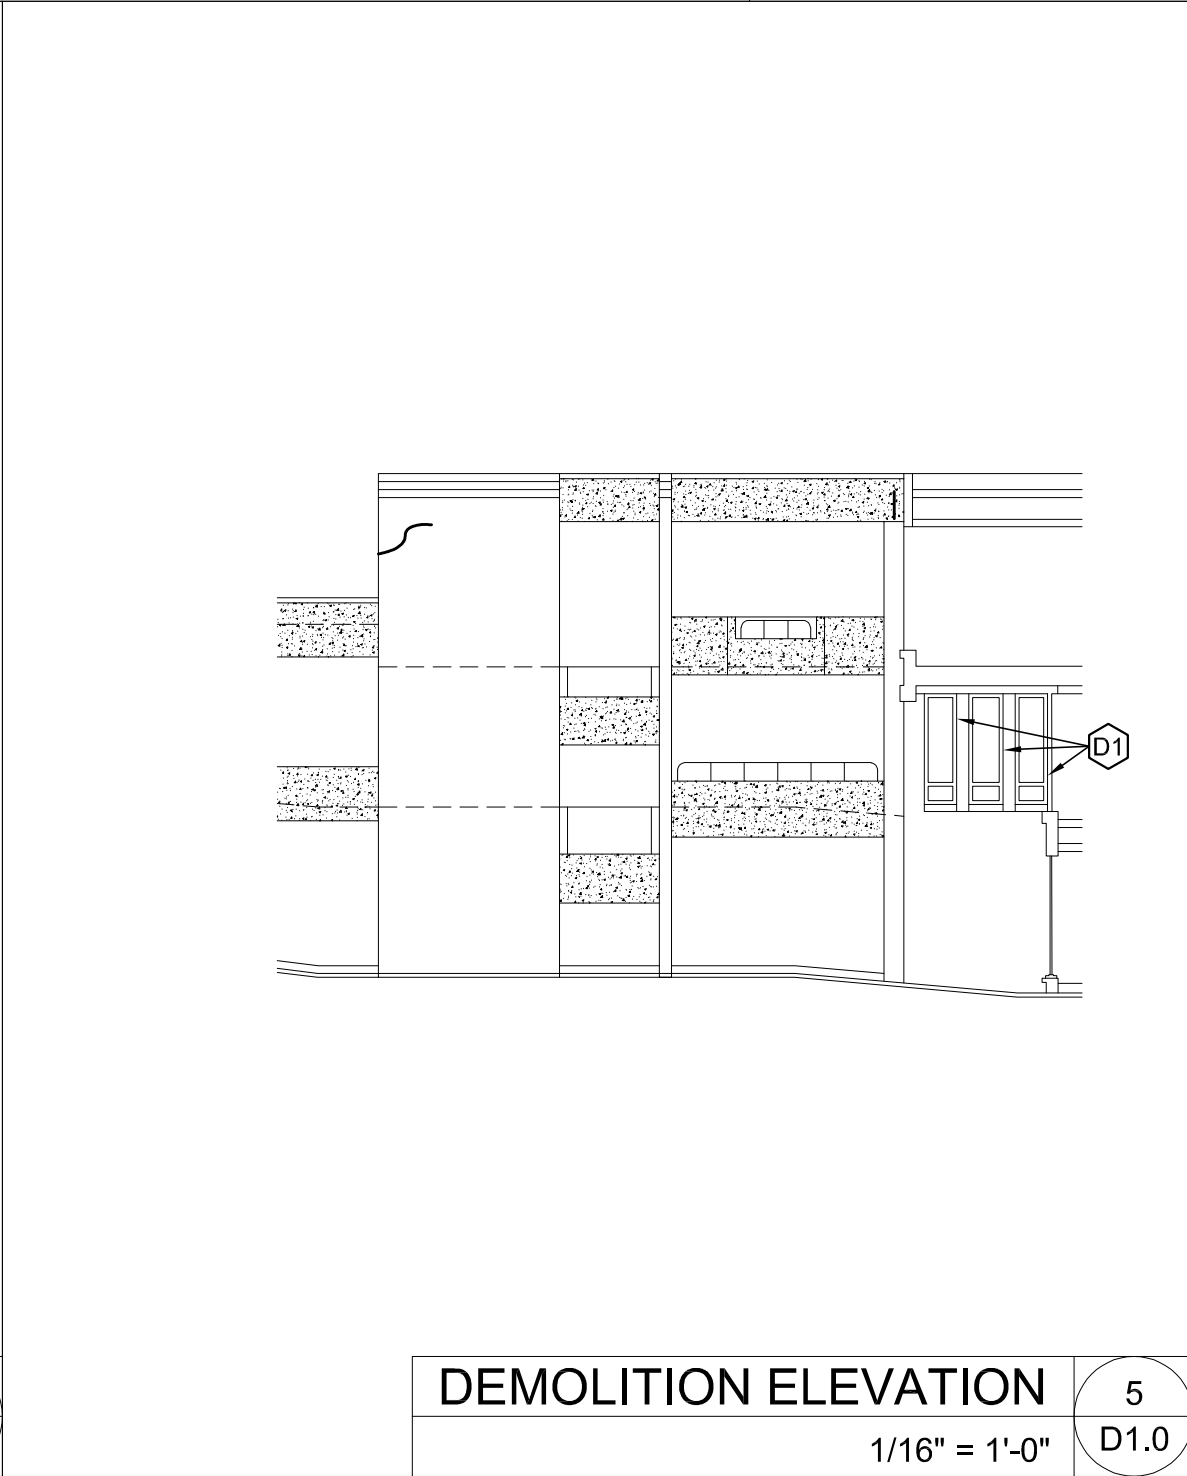 D1
DEMOLITION ELEVATION
5
1/16" = 1'-0"
D1.0